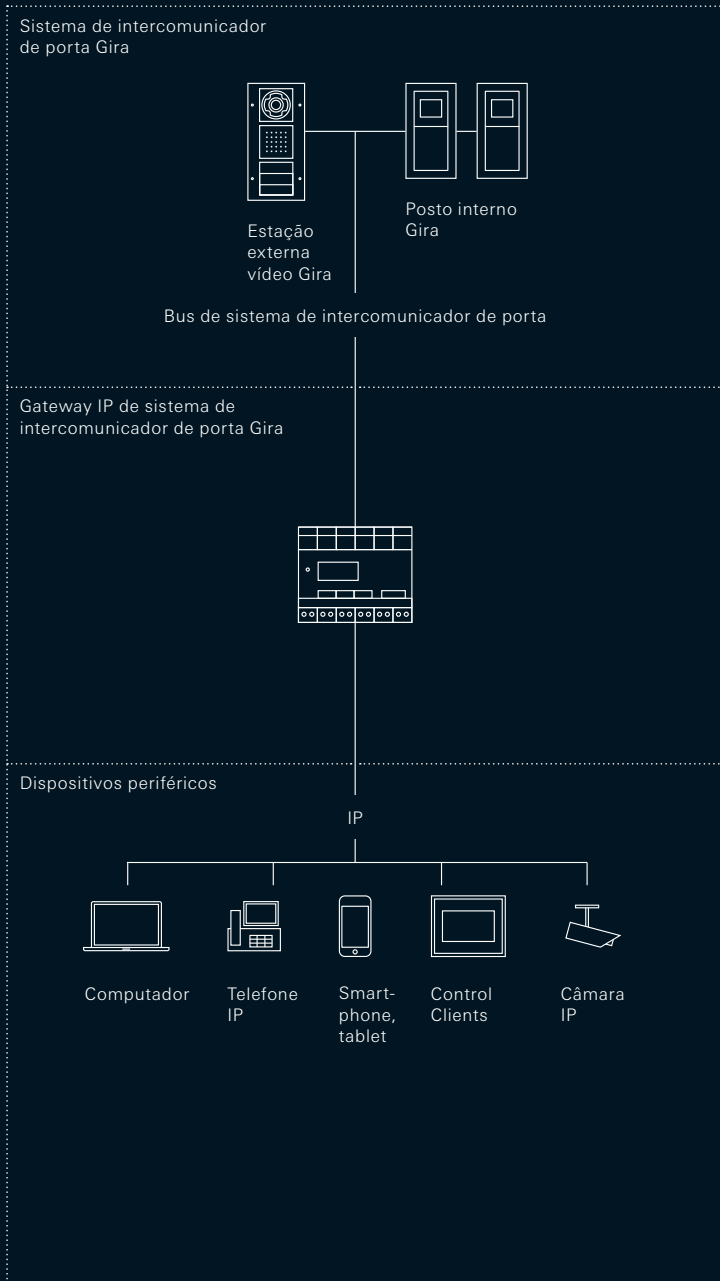 Sistema de intercomunicador
de porta Gira
Estação
externa
vídeo Gira
Posto interno
Gira
Bus de sistema de intercomunicador de porta
Gateway IP de sistema de
intercomunicador de porta Gira
Dispositivos periféricos
IP
Computador
Telefone
IP
Smart-
phone,
tablet
Control
Clients
Câmara
IP